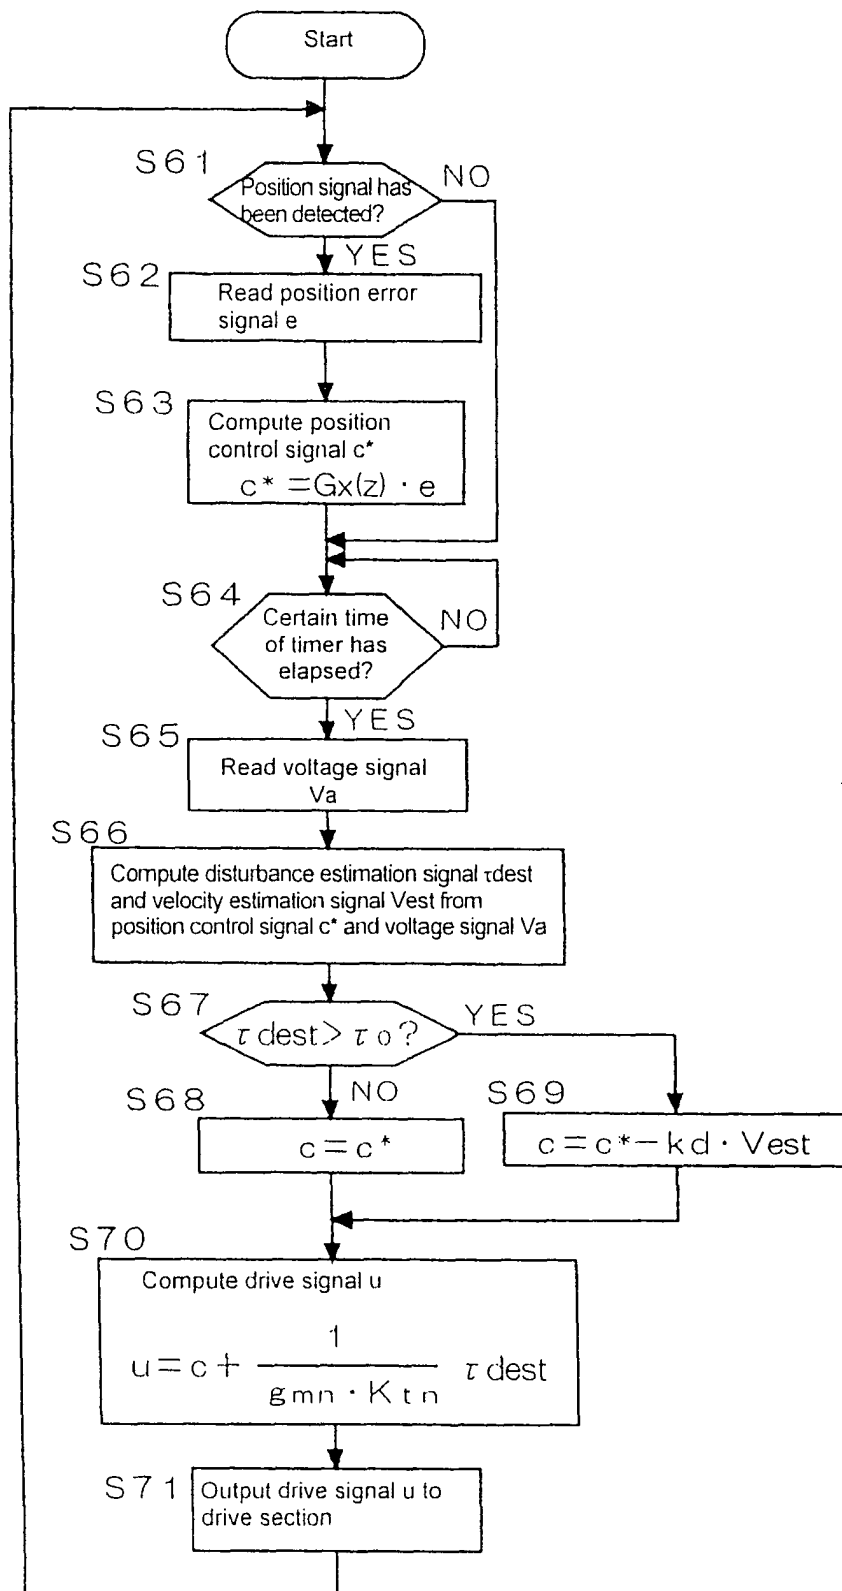 Start
S61
Position signal has
been detected?
NO
YES
S62
Read position error
signal e
S63
Compute position
control signal c*
c* =Gx(z) · e
S64
Certain time
of timer has
elapsed?
NO
YES
S65
Read voltage signal
Va
S66
Compute disturbance estimation signal τdest
and velocity estimation signal Vest from
position control signal c* and voltage signal Va
S67
τ dest> τ o?
YES
NO
S68
c=c*
S69
c=c*−kd · Vest
S70
Compute drive signal u
u=c+ 1 / gmn · Ktn τ dest
S71
Output drive signal u to
drive section